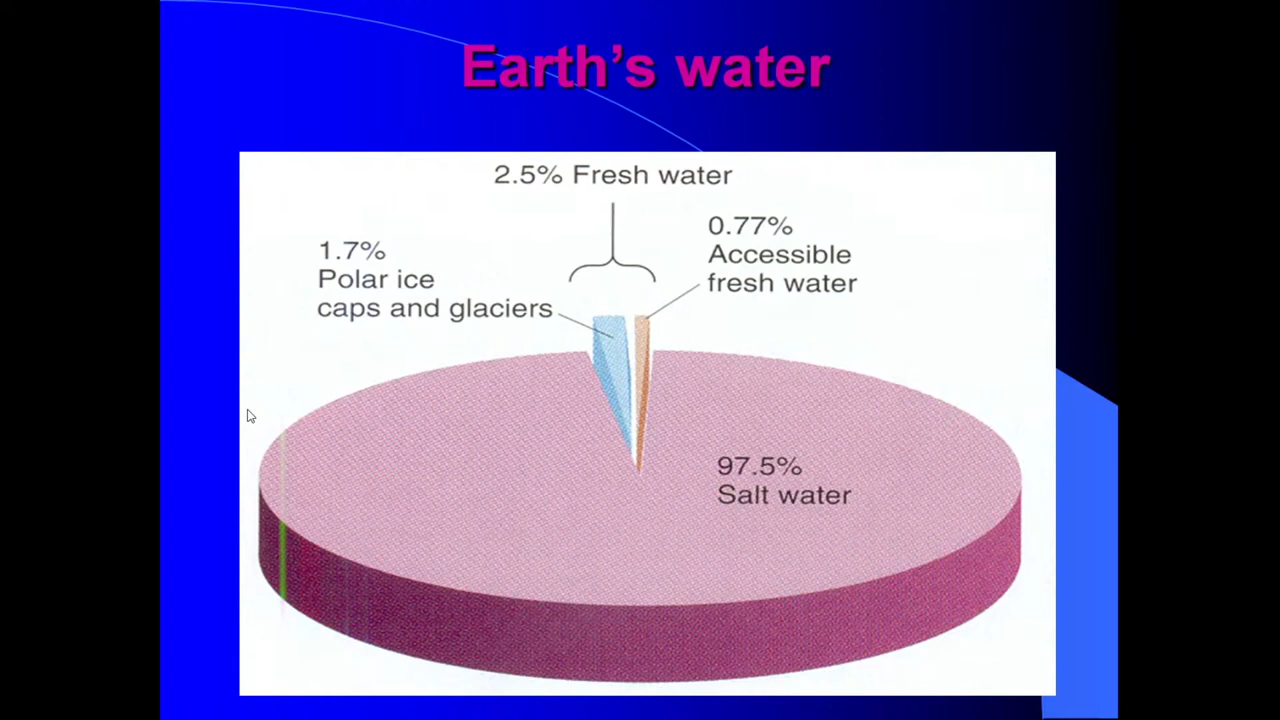 Earth's water
2.5% Fresh water
0.77%
Accessible
fresh water
1.7%
Polar ice
caps and glaciers
97.5%
Salt water